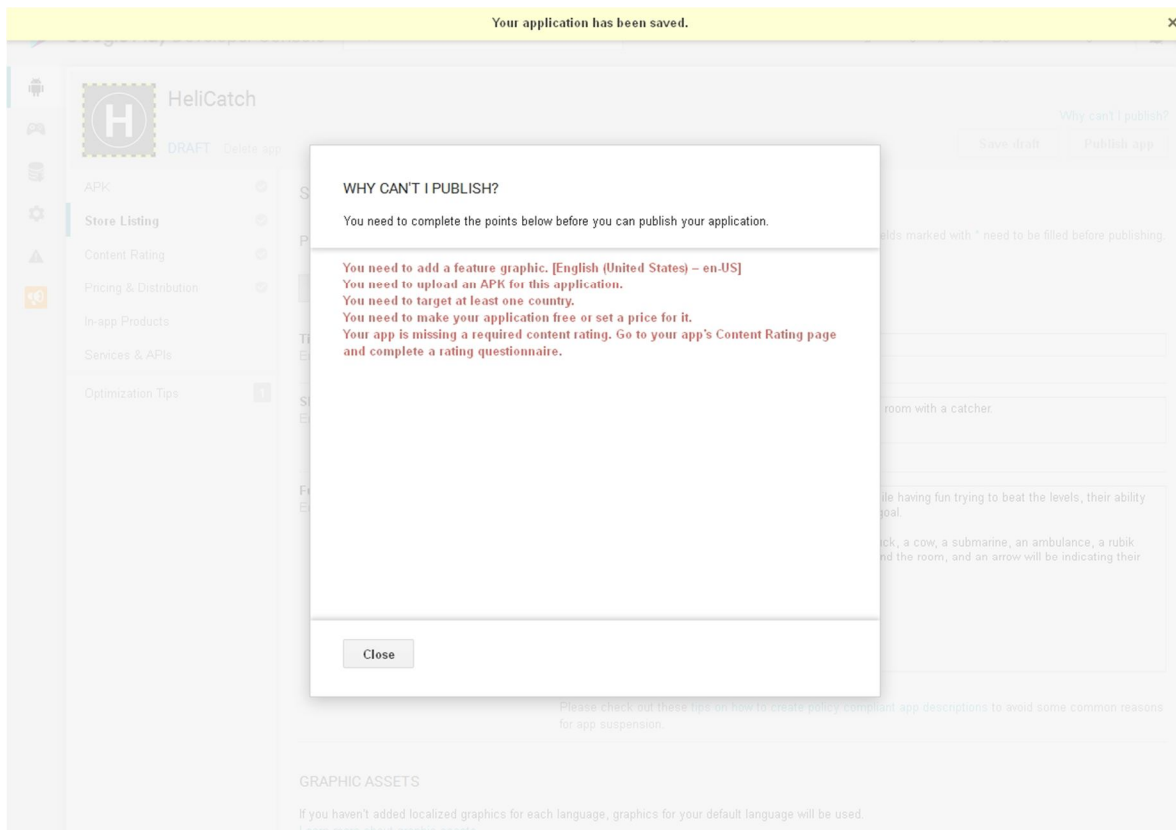 Your application has been saved.
HeliCatch
H
DRAFT Delete app
Why can't I publish?
Save draft Publish app
APK
Store Listing
Content Rating
Pricing & Distribution
In-app Products
Services & APIs
Optimization Tips 1
WHY CAN'T I PUBLISH?
You need to complete the points below before you can publish your application.
You need to add a feature graphic. [English (United States) – en-US]
You need to upload an APK for this application.
You need to target at least one country.
You need to make your application free or set a price for it.
Your app is missing a required content rating. Go to your app's Content Rating page
and complete a rating questionnaire.
Close
marked with * need to be filled before publishing.
room with a catcher.
having fun trying to beat the levels, their ability
a cow, a submarine, an ambulance, a rubik
the room, and an arrow will be indicating their
Please check out these tips on how to create policy compliant app descriptions to avoid some common reasons
for app suspension.
GRAPHIC ASSETS
If you haven't added localized graphics for each language, graphics for your default language will be used.